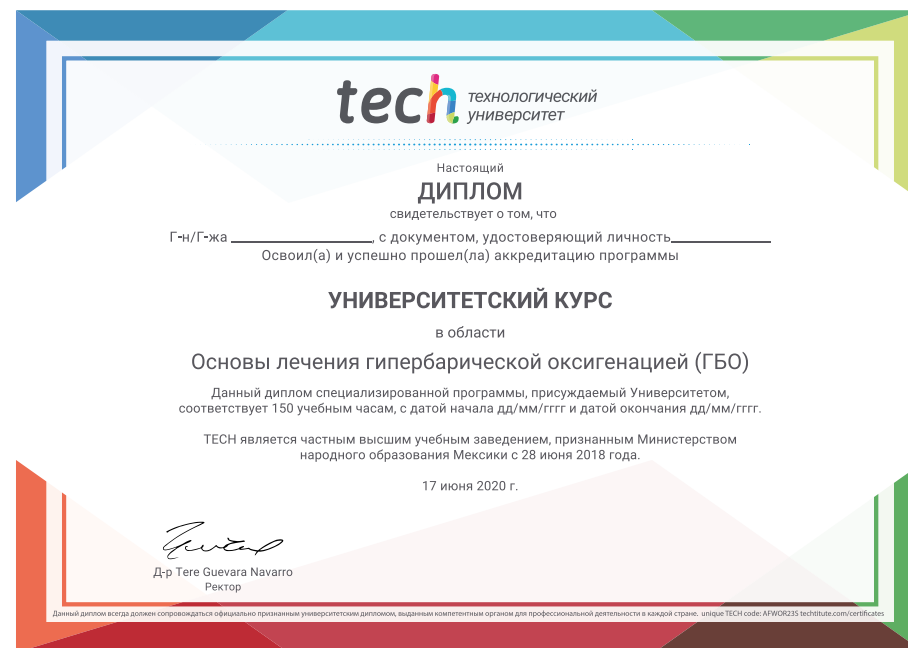 tech технологический
университет
Настоящий
ДИПЛОМ
свидетельствует о том, что
Г-н/Г-жа ____________________, с документом, удостоверяющий личность______________
Освоил(а) и успешно прошел(ла) аккредитацию программы
УНИВЕРСИТЕТСКИЙ КУРС
в области
Основы лечения гипербарической оксигенацией (ГБО)
Данный диплом специализированной программы, присуждаемый Университетом,
соответствует 150 учебным часам, с датой начала дд/мм/гггг и датой окончания дд/мм/гггг.
TECH является частным высшим учебным заведением, признанным Министерством
народного образования Мексики с 28 июня 2018 года.
17 июня 2020 г.
Д-р Tere Guevara Navarro
Ректор
Данный диплом всегда должен сопровождаться официально признанным университетским дипломом, выданным компетентным органом для профессиональной деятельности в каждой стране. unique TECH code: AFWOR23S techtitute.com/certificates